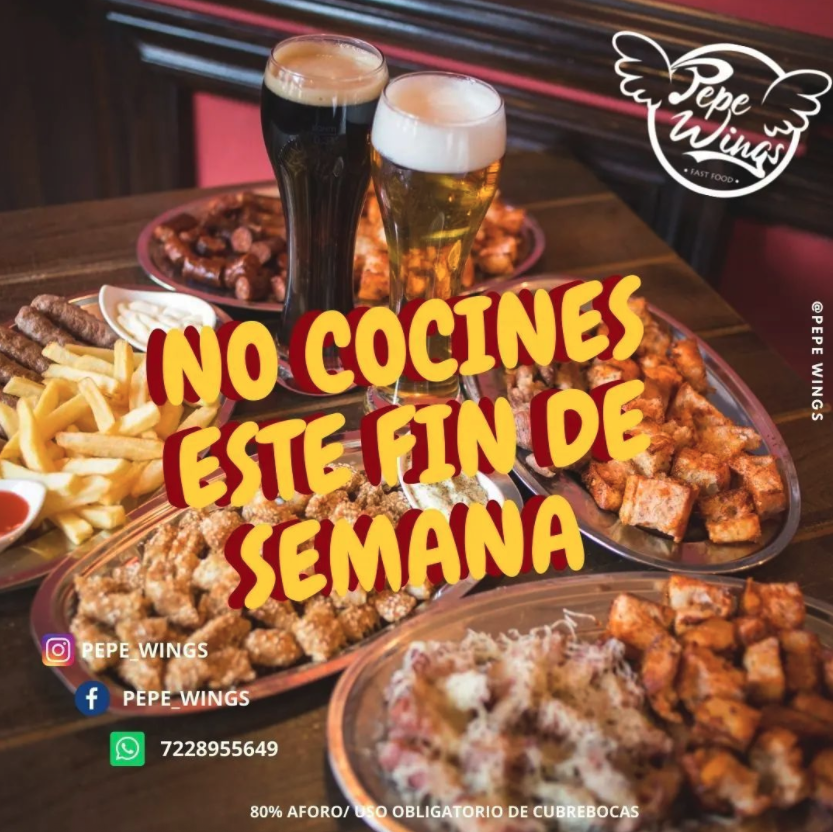 Pepe
Wings
• FAST FOOD •
@PEPE WINGS
NO COCINES
ESTE FIN DE
SEMANA
PEPE_WINGS
PEPE_WINGS
7228955649
80% AFORO/ USO OBLIGATORIO DE CUBREBOCAS